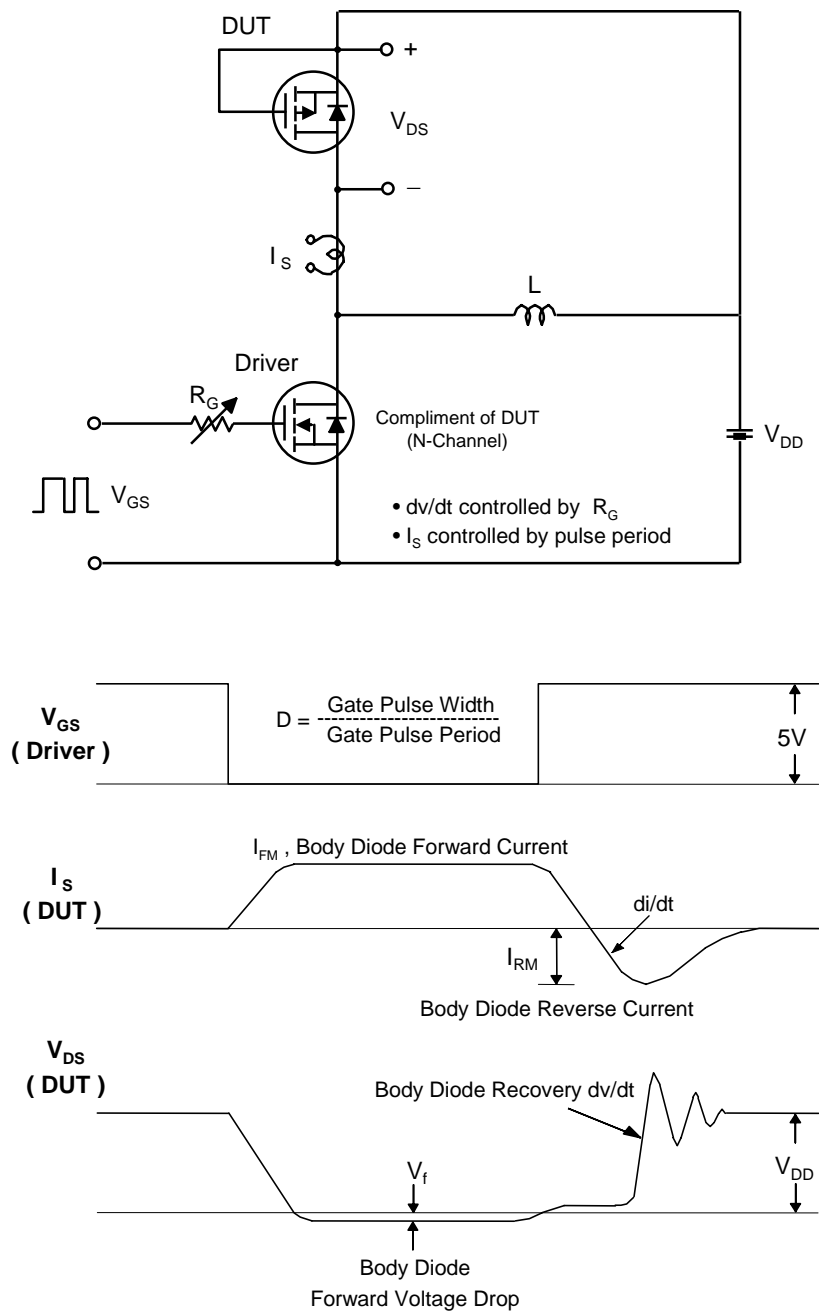 DUT
+
V_DS
−
I_S
L
Driver
R_G
Compliment of DUT
(N-Channel)
V_DD
V_GS
• dv/dt controlled by R_G
• I_S controlled by pulse period
V_GS
( Driver )
D = Gate Pulse Width
Gate Pulse Period
5V
I_FM , Body Diode Forward Current
I_S
( DUT )
di/dt
I_RM
Body Diode Reverse Current
V_DS
( DUT )
Body Diode Recovery dv/dt
V_f
V_DD
Body Diode
Forward Voltage Drop